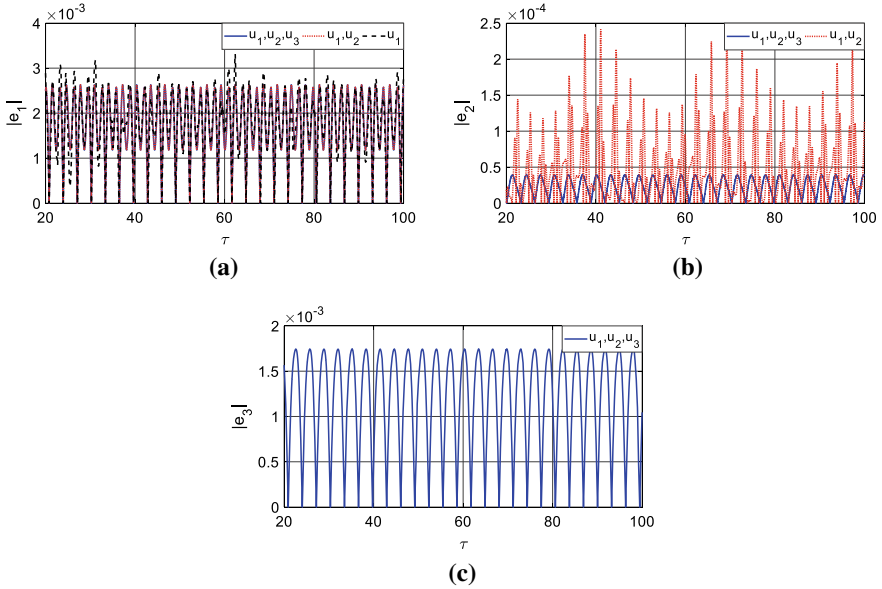 ×10⁻³
u₁,u₂,u₃ u₁,u₂ u₁
4
3
2
1
0
|e₁|
20 40 60 80 100
τ
(a)
×10⁻⁴
u₁,u₂,u₃ u₁,u₂
2.5
2
1.5
1
0.5
0
|e₂|
20 40 60 80 100
τ
(b)
×10⁻³
u₁,u₂,u₃
2
1.5
1
0.5
0
|e₃|
20 40 60 80 100
τ
(c)